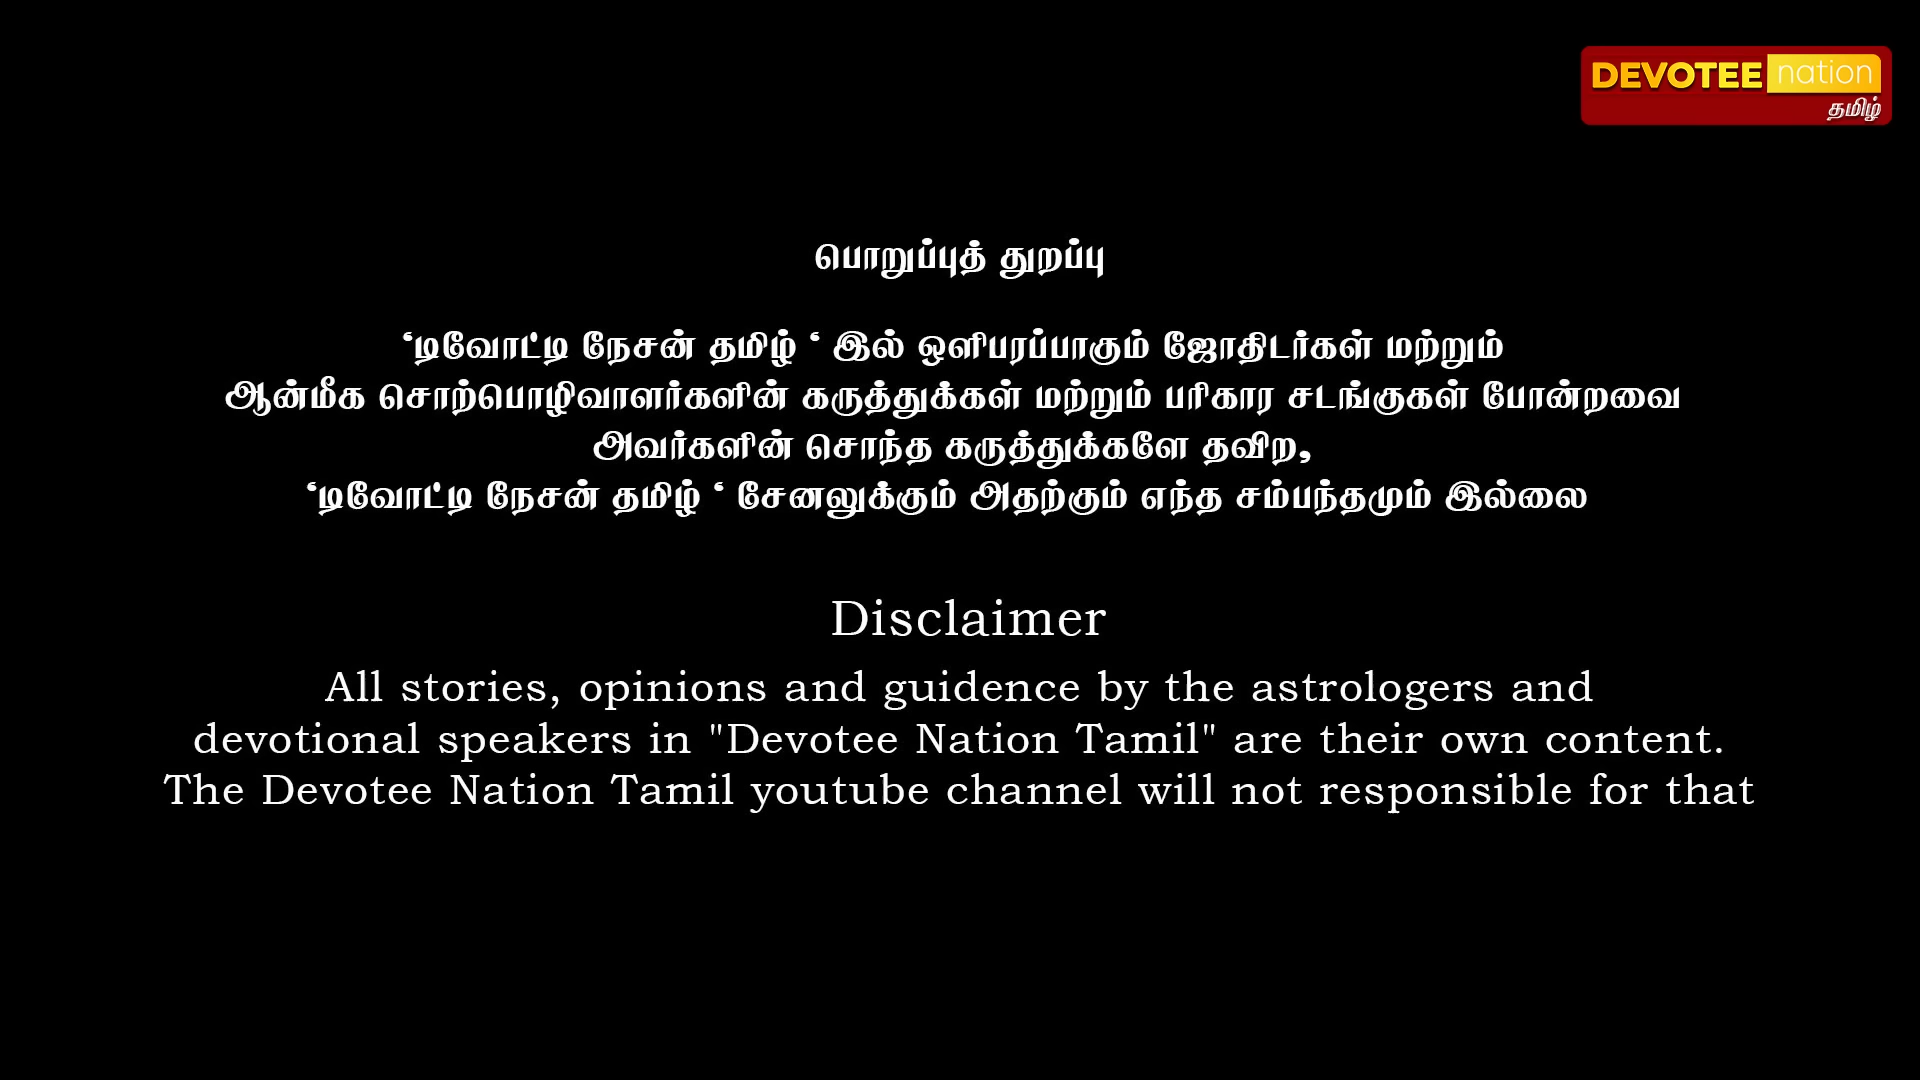 DEVOTEE nation
தமிழ்
பொறுப்புத் துறப்பு
‘டிவோட்டி நேசன் தமிழ் ‘ இல் ஒளிபரப்பாகும் ஜோதிடர்கள் மற்றும்
ஆன்மீக சொற்பொழிவாளர்களின் கருத்துக்கள் மற்றும் பரிகார சடங்குகள் போன்றவை
அவர்களின் சொந்த கருத்துக்களே தவிற,
‘டிவோட்டி நேசன் தமிழ் ‘ சேனலுக்கும் அதற்கும் எந்த சம்பந்தமும் இல்லை
Disclaimer
All stories, opinions and guidence by the astrologers and
devotional speakers in "Devotee Nation Tamil" are their own content.
The Devotee Nation Tamil youtube channel will not responsible for that